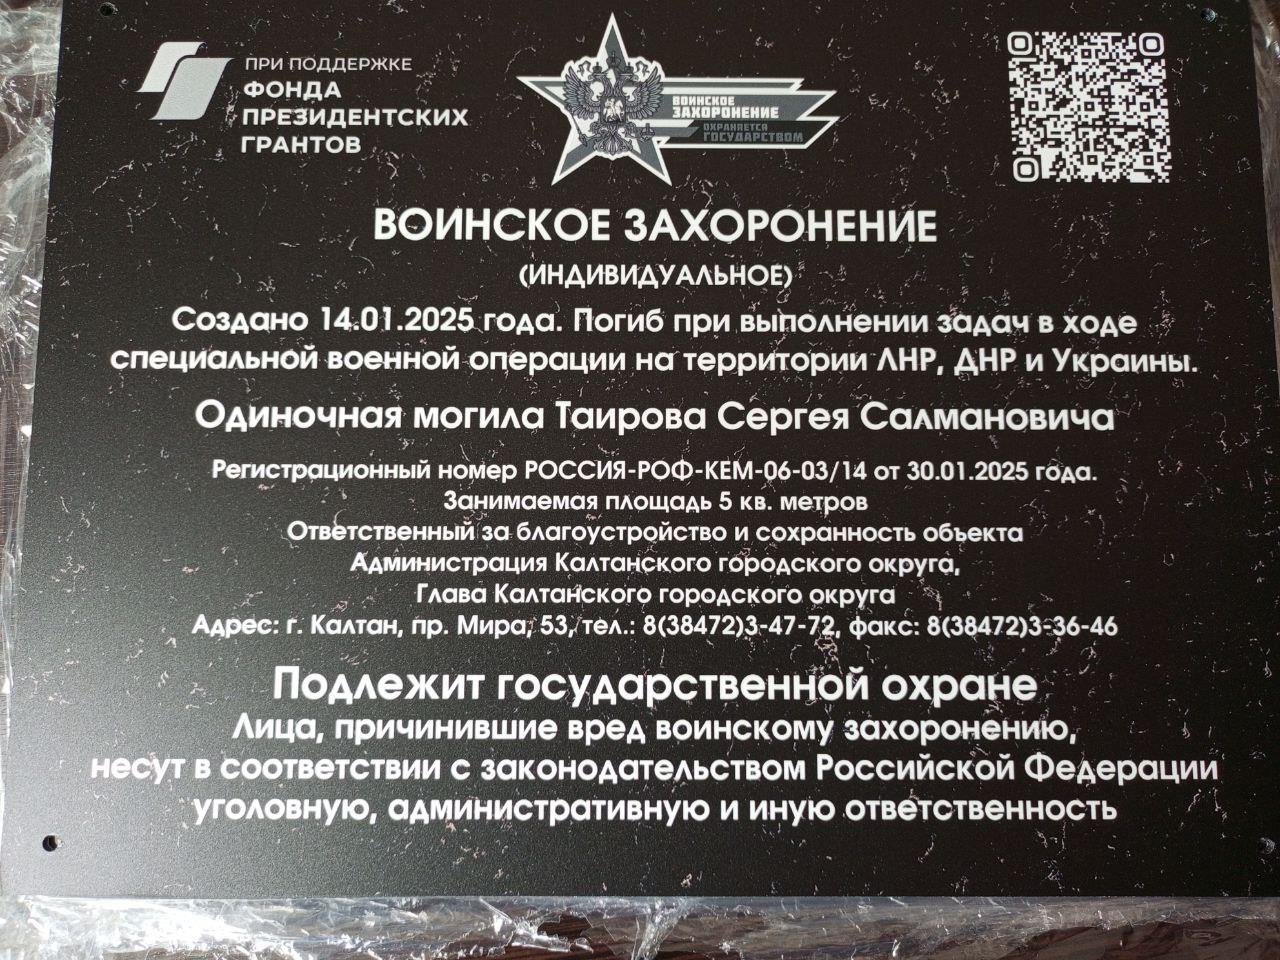 ПРИ ПОДДЕРЖКЕ
ФОНДА
ПРЕЗИДЕНТСКИХ
ГРАНТОВ
ВОИНСКОЕ
ЗАХОРОНЕНИЕ
ОХРАНЯЕТСЯ
ГОСУДАРСТВОМ
ВОИНСКОЕ ЗАХОРОНЕНИЕ
(ИНДИВИДУАЛЬНОЕ)
Создано 14.01.2025 года. Погиб при выполнении задач в ходе
специальной военной операции на территории ЛНР, ДНР и Украины.
Одиночная могила Таирова Сергея Салмановича
Регистрационный номер РОССИЯ-РОФ-КЕМ-06-03/14 от 30.01.2025 года.
Занимаемая площадь 5 кв. метров
Ответственный за благоустройство и сохранность объекта
Администрация Калтанского городского округа,
Глава Калтанского городского округа
Адрес: г. Калтан, пр. Мира, 53, тел.: 8(38472)3-47-72, факс: 8(38472)3-36-46
Подлежит государственной охране
Лица, причинившие вред воинскому захоронению,
несут в соответствии с законодательством Российской Федерации
уголовную, административную и иную ответственность